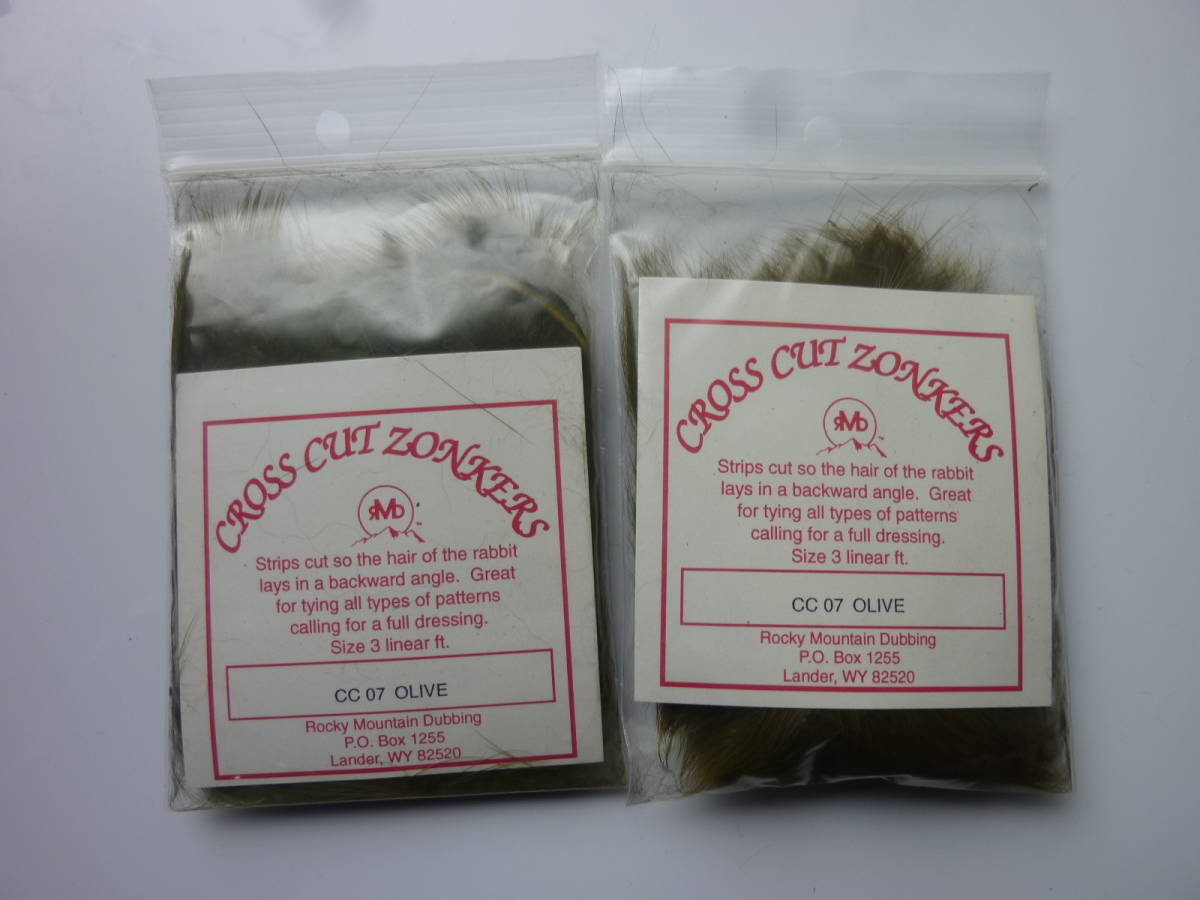 CROSS CUT ZONKERS
RMD
™
Strips cut so the hair of the rabbit
lays in a backward angle. Great
for tying all types of patterns
calling for a full dressing.
Size 3 linear ft.
CC 07 OLIVE
Rocky Mountain Dubbing
P.O. Box 1255
Lander, WY 82520
CROSS CUT ZONKERS
RMD
™
Strips cut so the hair of the rabbit
lays in a backward angle. Great
for tying all types of patterns
calling for a full dressing.
Size 3 linear ft.
CC 07 OLIVE
Rocky Mountain Dubbing
P.O. Box 1255
Lander, WY 82520